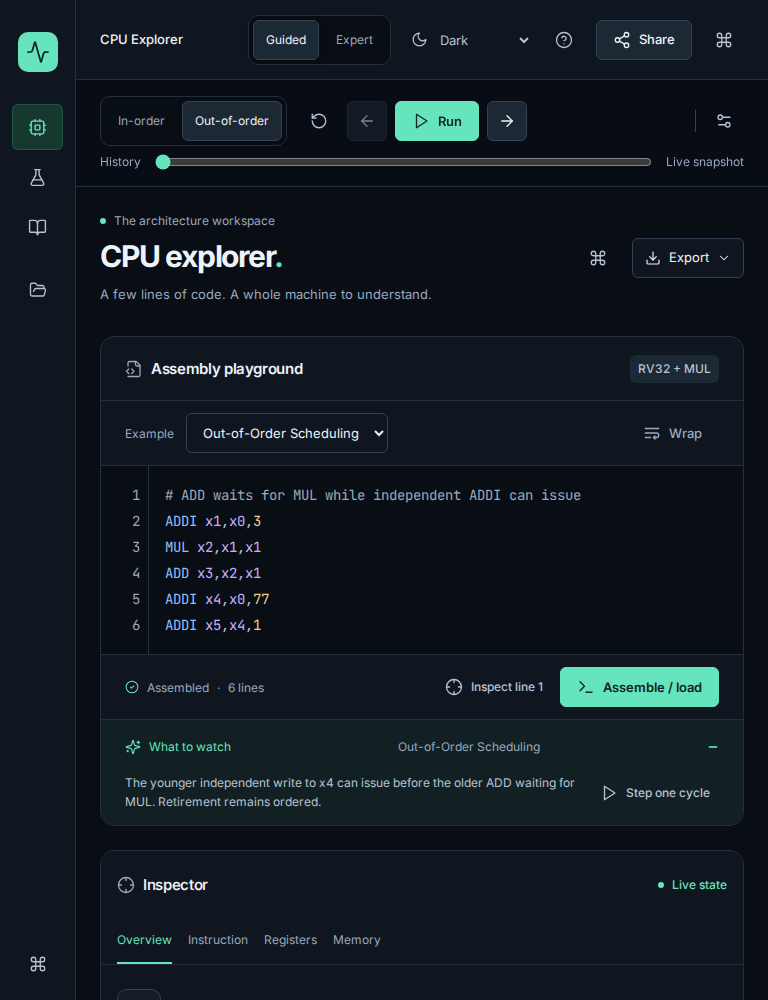 CPU Explorer
Guided
Expert
Dark
Share
In-order
Out-of-order
Run
History
Live snapshot
The architecture workspace
CPU explorer.
Export
A few lines of code. A whole machine to understand.
Assembly playground
RV32 + MUL
Example
Out-of-Order Scheduling
Wrap
1 # ADD waits for MUL while independent ADDI can issue
2 ADDI x1,x0,3
3 MUL x2,x1,x1
4 ADD x3,x2,x1
5 ADDI x4,x0,77
6 ADDI x5,x4,1
Assembled · 6 lines
Inspect line 1
Assemble / load
What to watch
Out-of-Order Scheduling
The younger independent write to x4 can issue before the older ADD waiting for
MUL. Retirement remains ordered.
Step one cycle
Inspector
Live state
Overview
Instruction
Registers
Memory